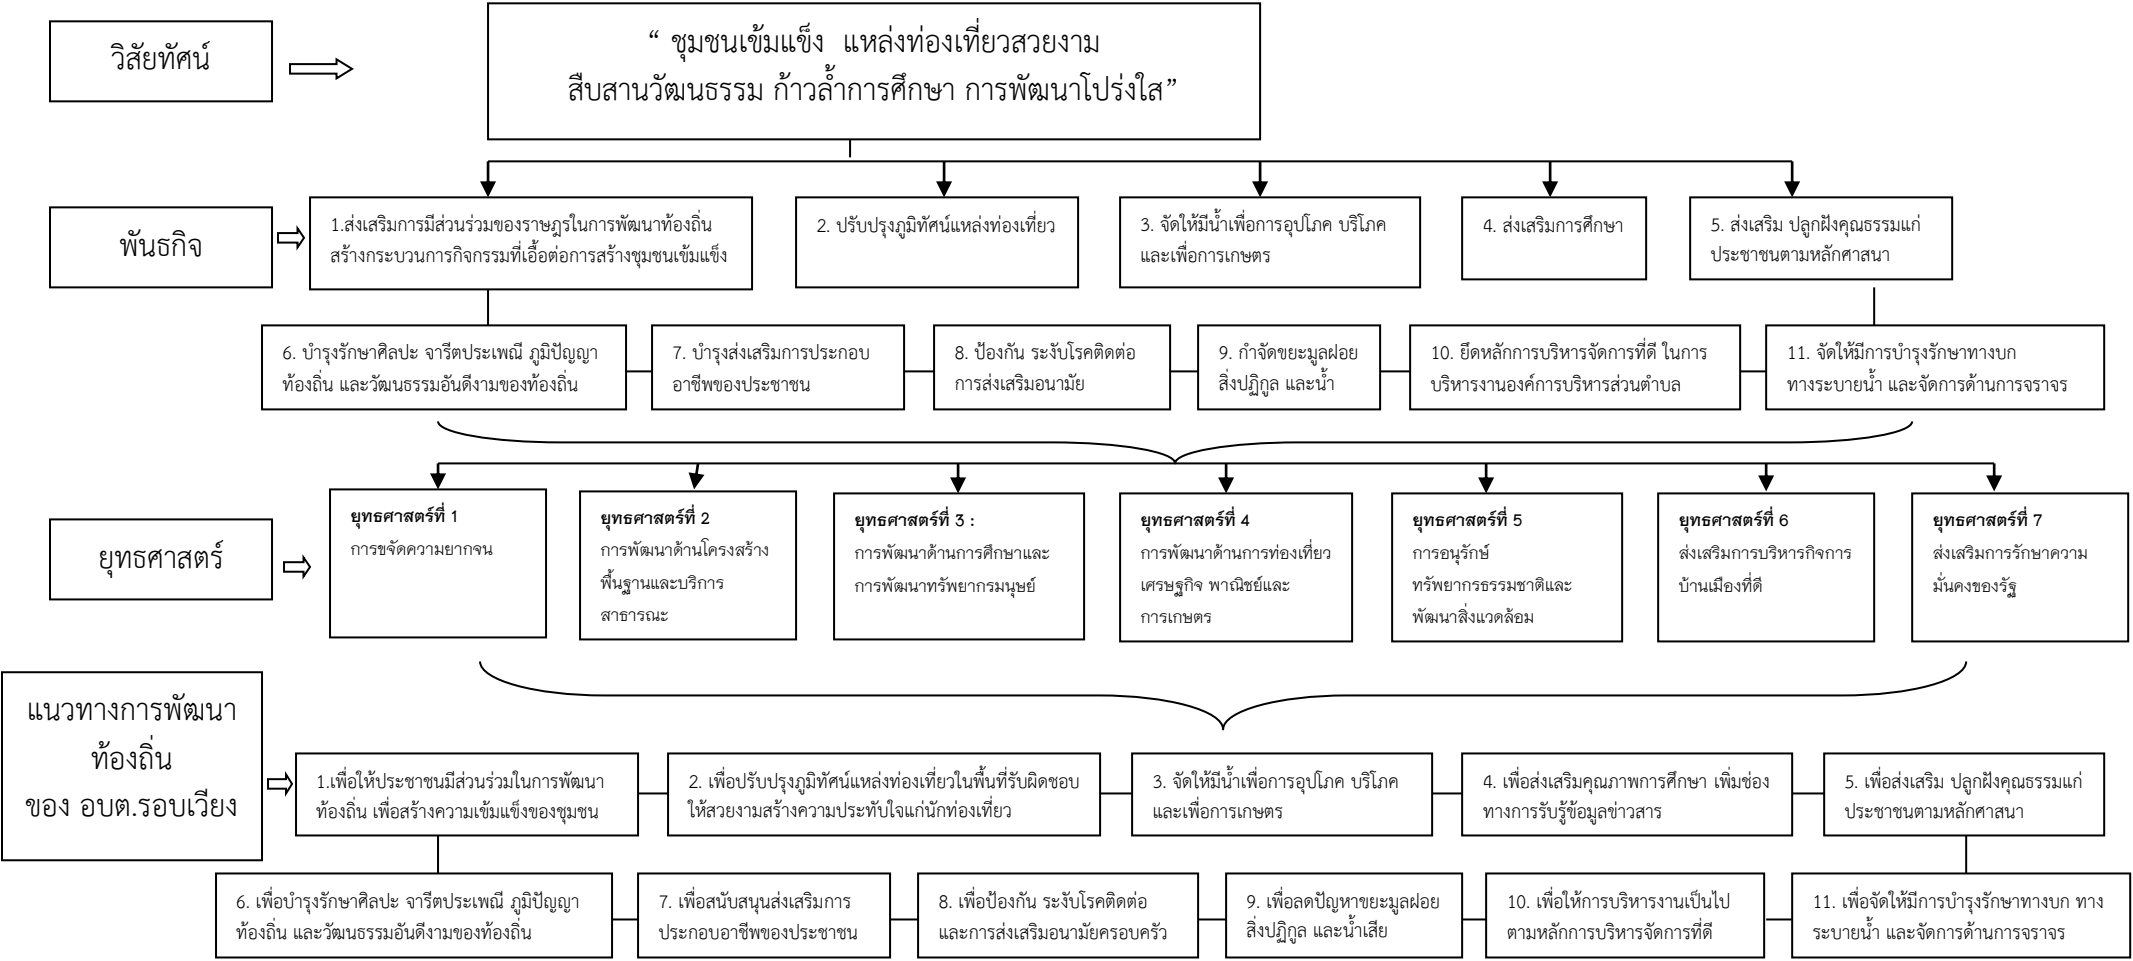 วิสัยทัศน์
“ ชุมชนเข้มแข็ง แหล่งท่องเที่ยวสวยงาม
สืบสานวัฒนธรรม ก้าวล้ำการศึกษา การพัฒนาโปร่งใส”
พันธกิจ
1.ส่งเสริมการมีส่วนร่วมของราษฎรในการพัฒนาท้องถิ่น
สร้างกระบวนการกิจกรรมที่เอื้อต่อการสร้างชุมชนเข้มแข็ง
2. ปรับปรุงภูมิทัศน์แหล่งท่องเที่ยว
3. จัดให้มีน้ำเพื่อการอุปโภค บริโภค
และเพื่อการเกษตร
4. ส่งเสริมการศึกษา
5. ส่งเสริม ปลูกฝังคุณธรรมแก่
ประชาชนตามหลักศาสนา
6. บำรุงรักษาศิลปะ จารีตประเพณี ภูมิปัญญา
ท้องถิ่น และวัฒนธรรมอันดีงามของท้องถิ่น
7. บำรุงส่งเสริมการประกอบ
อาชีพของประชาชน
8. ป้องกัน ระงับโรคติดต่อ
การส่งเสริมอนามัย
9. กำจัดขยะมูลฝอย
สิ่งปฏิกูล และน้ำ
10. ยึดหลักการบริหารจัดการที่ดี ในการ
บริหารงานองค์การบริหารส่วนตำบล
11. จัดให้มีการบำรุงรักษาทางบก
ทางระบายน้ำ และจัดการด้านการจราจร
ยุทธศาสตร์
ยุทธศาสตร์ที่ 1
การขจัดความยากจน
ยุทธศาสตร์ที่ 2
การพัฒนาด้านโครงสร้าง
พื้นฐานและบริการ
สาธารณะ
ยุทธศาสตร์ที่ 3 :
การพัฒนาด้านการศึกษาและ
การพัฒนาทรัพยากรมนุษย์
ยุทธศาสตร์ที่ 4
การพัฒนาด้านการท่องเที่ยว
เศรษฐกิจ พาณิชย์และ
การเกษตร
ยุทธศาสตร์ที่ 5
การอนุรักษ์
ทรัพยากรธรรมชาติและ
พัฒนาสิ่งแวดล้อม
ยุทธศาสตร์ที่ 6
ส่งเสริมการบริหารกิจการ
บ้านเมืองที่ดี
ยุทธศาสตร์ที่ 7
ส่งเสริมการรักษาความ
มั่นคงของรัฐ
แนวทางการพัฒนา
ท้องถิ่น
ของ อบต.รอบเวียง
1.เพื่อให้ประชาชนมีส่วนร่วมในการพัฒนา
ท้องถิ่น เพื่อสร้างความเข้มแข็งของชุมชน
2. เพื่อปรับปรุงภูมิทัศน์แหล่งท่องเที่ยวในพื้นที่รับผิดชอบ
ให้สวยงามสร้างความประทับใจแก่นักท่องเที่ยว
3. จัดให้มีน้ำเพื่อการอุปโภค บริโภค
และเพื่อการเกษตร
4. เพื่อส่งเสริมคุณภาพการศึกษา เพิ่มช่อง
ทางการรับรู้ข้อมูลข่าวสาร
5. เพื่อส่งเสริม ปลูกฝังคุณธรรมแก่
ประชาชนตามหลักศาสนา
6. เพื่อบำรุงรักษาศิลปะ จารีตประเพณี ภูมิปัญญา
ท้องถิ่น และวัฒนธรรมอันดีงามของท้องถิ่น
7. เพื่อสนับสนุนส่งเสริมการ
ประกอบอาชีพของประชาชน
8. เพื่อป้องกัน ระงับโรคติดต่อ
และการส่งเสริมอนามัยครอบครัว
9. เพื่อลดปัญหาขยะมูลฝอย
สิ่งปฏิกูล และน้ำเสีย
10. เพื่อให้การบริหารงานเป็นไป
ตามหลักการบริหารจัดการที่ดี
11. เพื่อจัดให้มีการบำรุงรักษาทางบก ทาง
ระบายน้ำ และจัดการด้านการจราจร